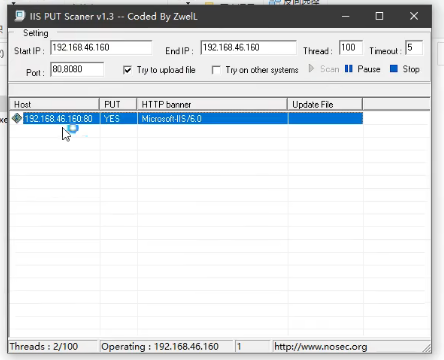 IIS PUT Scaner v1.3 -- Coded By ZwelL
Setting
Start IP : 192.168.46.160 End IP : 192.168.46.160 Thread : 100 Timeout : 5
Port : 80,8080 Try to upload file Try on other systems Scan Pause Stop
Host PUT HTTP banner Update File
192.168.46.160:80 YES Microsoft-IIS/6.0
Threads : 2/100 Operating : 192.168.46.160 1 http://www.nosec.org